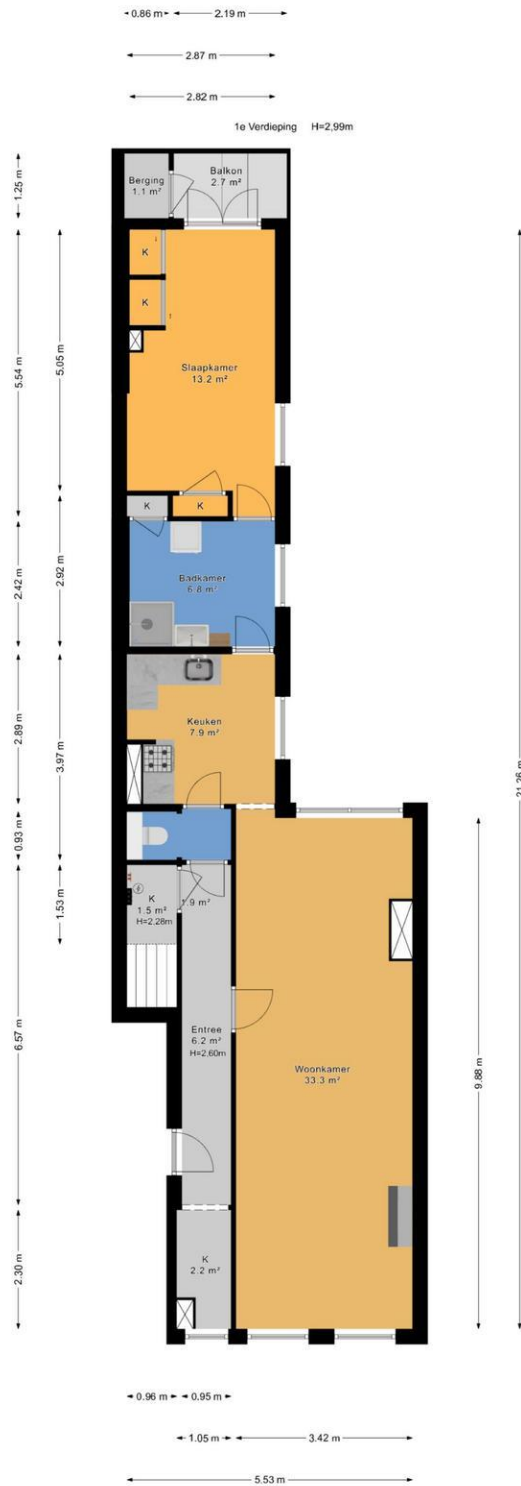 0.86 m
2.19 m
2.87 m
2.82 m
1e Verdieping H=2,99m
1.25 m
Berging
1.1 m²
Balkon
2.7 m²
K
K
5.54 m
5.05 m
Slaapkamer
13.2 m²
K
K
2.42 m
2.92 m
Badkamer
6.8 m²
2.89 m
3.97 m
Keuken
7.9 m²
21.26 m
0.93 m
K
1.5 m²
H=2,28m
1.9 m²
1.53 m
6.57 m
Entree
6.2 m²
H=2,60m
Woonkamer
33.3 m²
9.88 m
2.30 m
K
2.2 m²
0.96 m
0.95 m
1.05 m
3.42 m
5.53 m